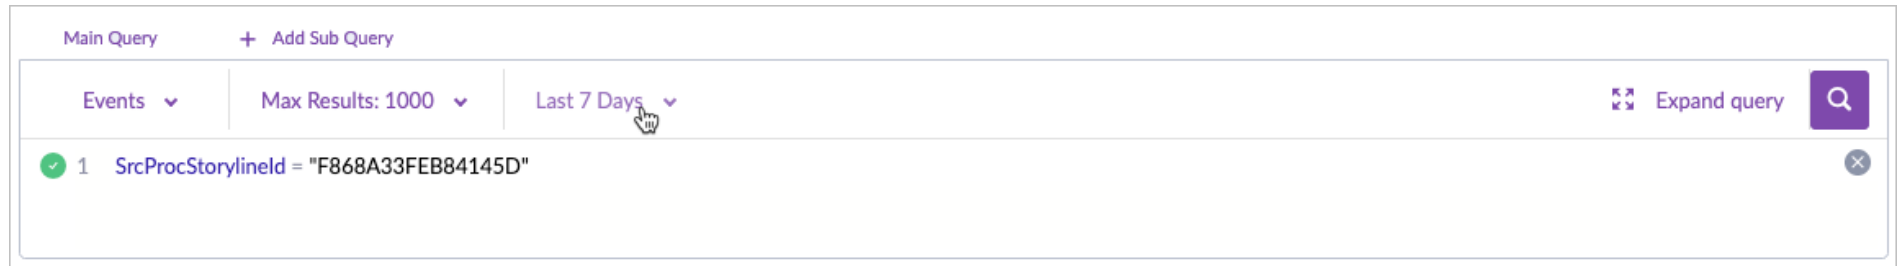 Main Query + Add Sub Query
Events Max Results: 1000 Last 7 Days Expand query
1 SrcProcStorylineId = "F868A33FEB84145D"